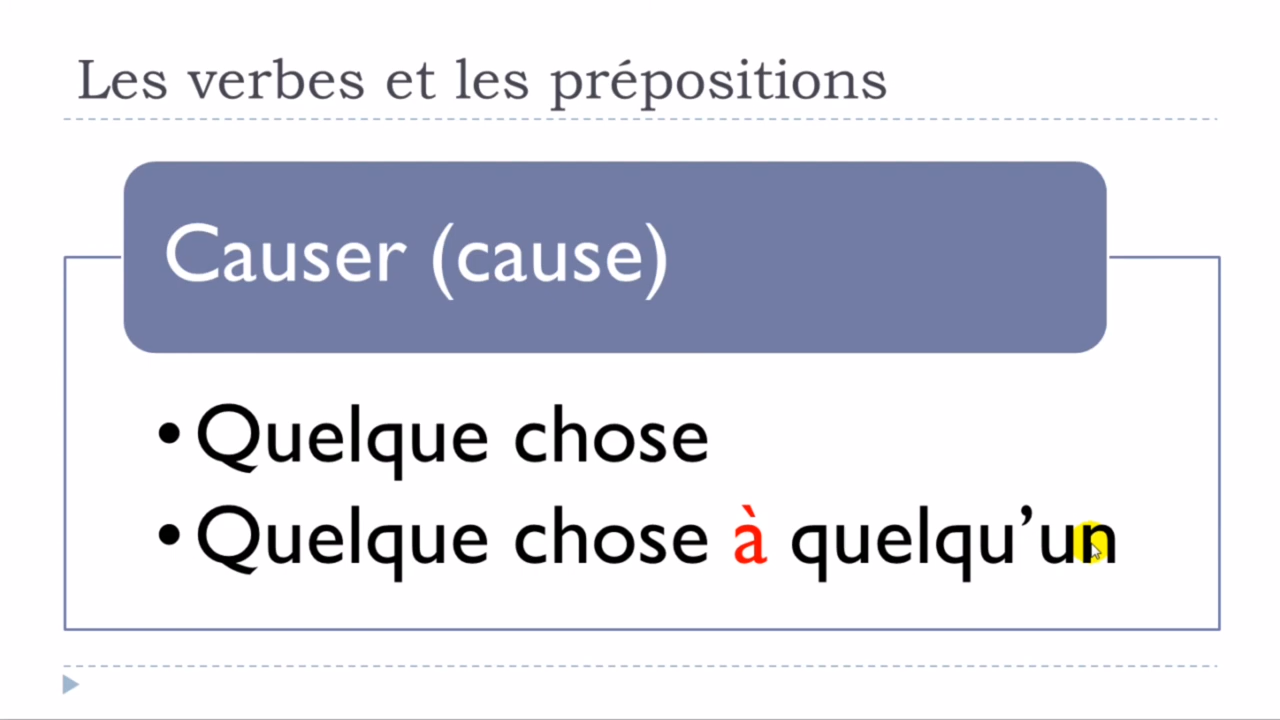 Les verbes et les prépositions
Causer (cause)
• Quelque chose
• Quelque chose à quelqu’un